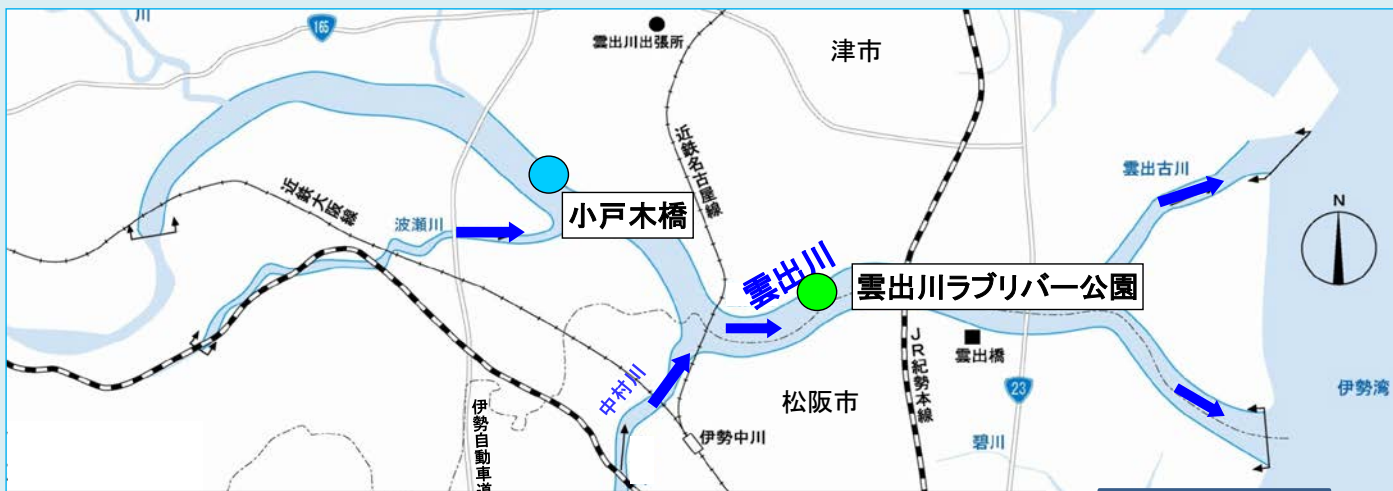 川
165
雲出川出張所
津市
近鉄名古屋線
雲出古川
近鉄大阪線
波瀬川
小戸木橋
N
雲出川
雲出川ラブリバー公園
JR紀勢本線
雲出橋
中村川
松阪市
23
伊勢湾
伊勢自動車道
伊勢中川
碧川